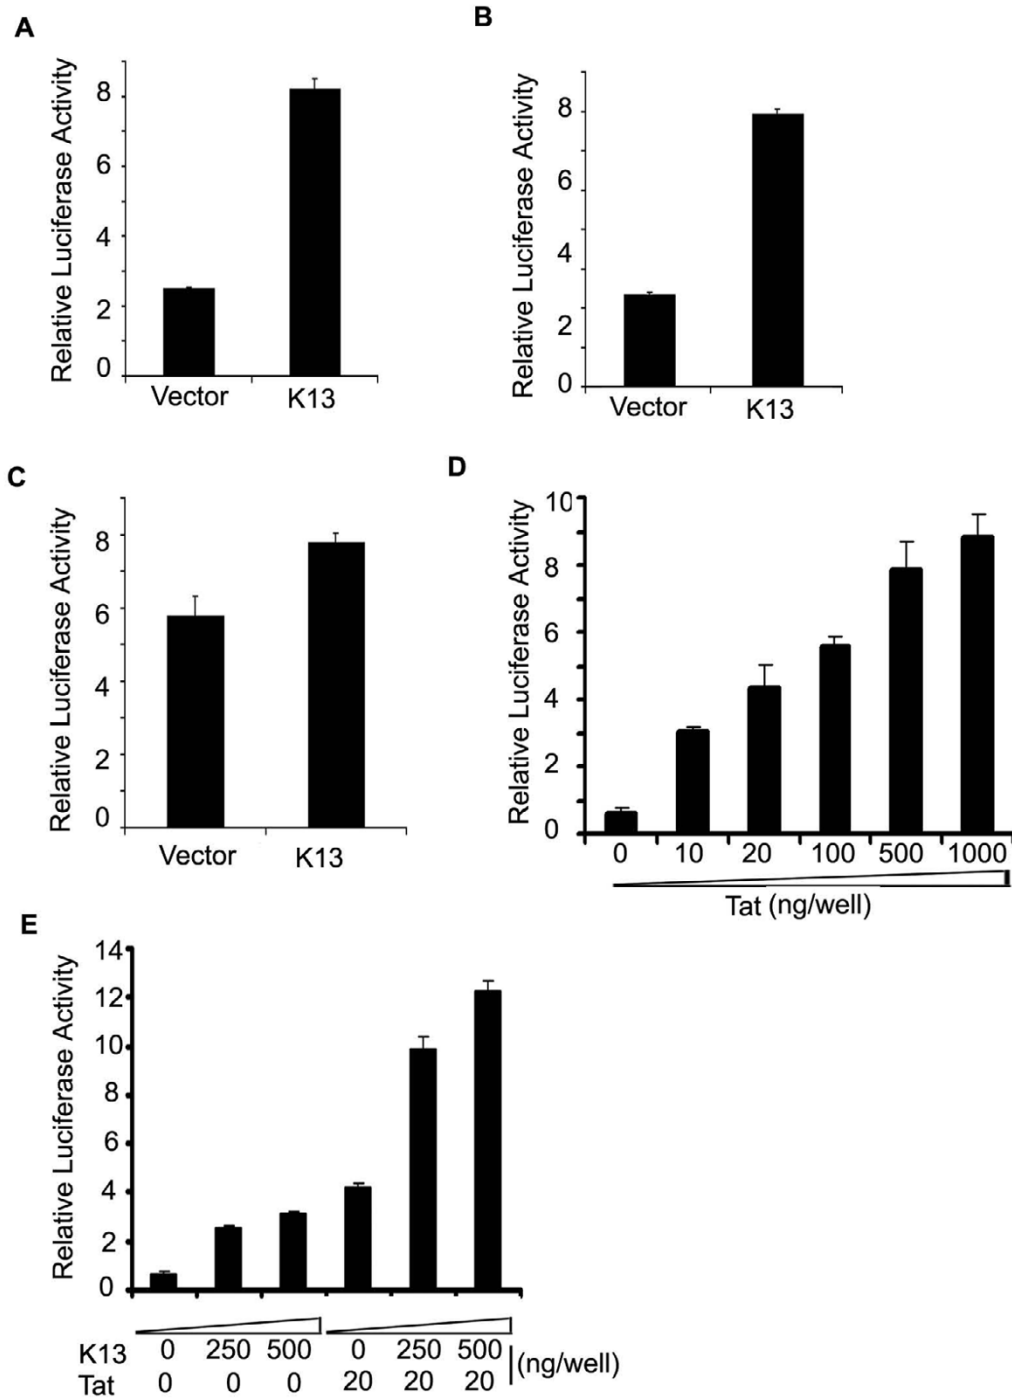 A
Relative Luciferase Activity
8
6
4
2
0
Vector K13
B
Relative Luciferase Activity
8
6
4
2
0
Vector K13
C
Relative Luciferase Activity
8
6
4
2
0
Vector K13
D
Relative Luciferase Activity
10
8
6
4
2
0
0 10 20 100 500 1000
Tat (ng/well)
E
Relative Luciferase Activity
14
12
10
8
6
4
2
0
K13 0 250 500 0 250 500
Tat 0 0 0 20 20 20
(ng/well)